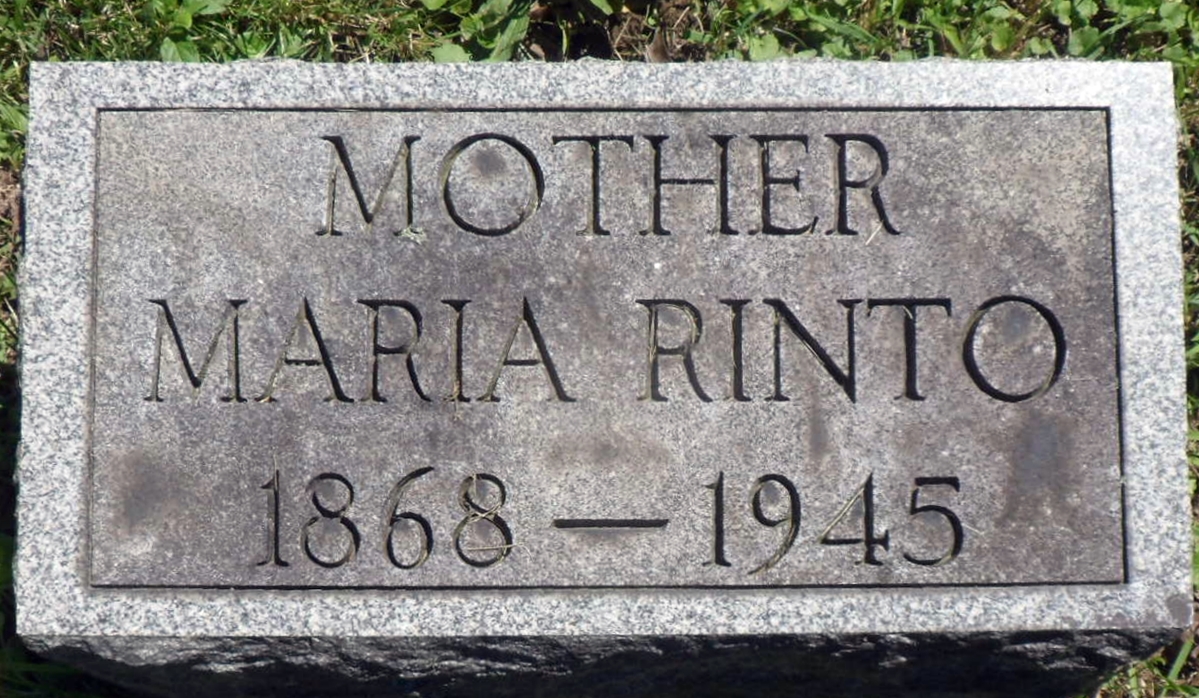 MOTHER
MARIA RINTO
1868 — 1945